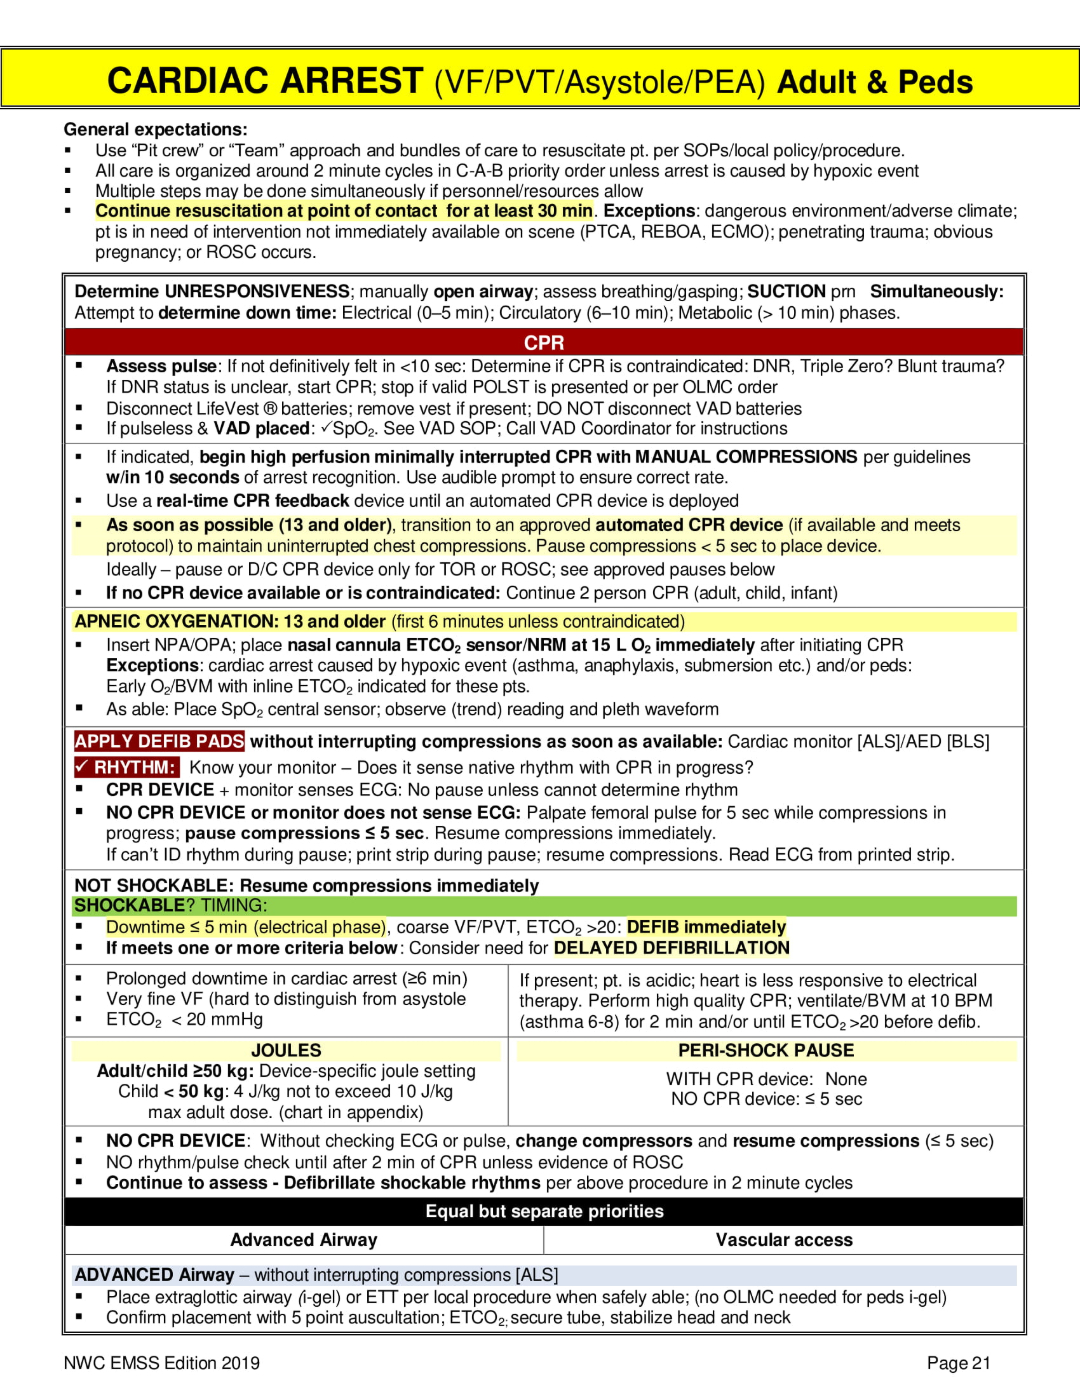 CARDIAC ARREST (VF/PVT/Asystole/PEA) Adult & Peds
General expectations:
▪ Use “Pit crew” or “Team” approach and bundles of care to resuscitate pt. per SOPs/local policy/procedure.
▪ All care is organized around 2 minute cycles in C-A-B priority order unless arrest is caused by hypoxic event
▪ Multiple steps may be done simultaneously if personnel/resources allow
▪ Continue resuscitation at point of contact for at least 30 min. Exceptions: dangerous environment/adverse climate;
pt is in need of intervention not immediately available on scene (PTCA, REBOA, ECMO); penetrating trauma; obvious
pregnancy; or ROSC occurs.
Determine UNRESPONSIVENESS; manually open airway; assess breathing/gasping; SUCTION prn Simultaneously:
Attempt to determine down time: Electrical (0–5 min); Circulatory (6–10 min); Metabolic (> 10 min) phases.
CPR
▪ Assess pulse: If not definitively felt in <10 sec: Determine if CPR is contraindicated: DNR, Triple Zero? Blunt trauma?
If DNR status is unclear, start CPR; stop if valid POLST is presented or per OLMC order
▪ Disconnect LifeVest ® batteries; remove vest if present; DO NOT disconnect VAD batteries
▪ If pulseless & VAD placed: ✓SpO2. See VAD SOP; Call VAD Coordinator for instructions
▪ If indicated, begin high perfusion minimally interrupted CPR with MANUAL COMPRESSIONS per guidelines
w/in 10 seconds of arrest recognition. Use audible prompt to ensure correct rate.
▪ Use a real-time CPR feedback device until an automated CPR device is deployed
▪ As soon as possible (13 and older), transition to an approved automated CPR device (if available and meets
protocol) to maintain uninterrupted chest compressions. Pause compressions < 5 sec to place device.
Ideally – pause or D/C CPR device only for TOR or ROSC; see approved pauses below
▪ If no CPR device available or is contraindicated: Continue 2 person CPR (adult, child, infant)
APNEIC OXYGENATION: 13 and older (first 6 minutes unless contraindicated)
▪ Insert NPA/OPA; place nasal cannula ETCO2 sensor/NRM at 15 L O2 immediately after initiating CPR
Exceptions: cardiac arrest caused by hypoxic event (asthma, anaphylaxis, submersion etc.) and/or peds:
Early O2/BVM with inline ETCO2 indicated for these pts.
▪ As able: Place SpO2 central sensor; observe (trend) reading and pleth waveform
APPLY DEFIB PADS without interrupting compressions as soon as available: Cardiac monitor [ALS]/AED [BLS]
✓ RHYTHM: Know your monitor – Does it sense native rhythm with CPR in progress?
▪ CPR DEVICE + monitor senses ECG: No pause unless cannot determine rhythm
▪ NO CPR DEVICE or monitor does not sense ECG: Palpate femoral pulse for 5 sec while compressions in
progress; pause compressions ≤ 5 sec. Resume compressions immediately.
If can’t ID rhythm during pause; print strip during pause; resume compressions. Read ECG from printed strip.
NOT SHOCKABLE: Resume compressions immediately
SHOCKABLE? TIMING:
▪ Downtime ≤ 5 min (electrical phase), coarse VF/PVT, ETCO2 >20: DEFIB immediately
▪ If meets one or more criteria below: Consider need for DELAYED DEFIBRILLATION
▪ Prolonged downtime in cardiac arrest (≥6 min)
▪ Very fine VF (hard to distinguish from asystole
▪ ETCO2 < 20 mmHg
If present; pt. is acidic; heart is less responsive to electrical
therapy. Perform high quality CPR; ventilate/BVM at 10 BPM
(asthma 6-8) for 2 min and/or until ETCO2 >20 before defib.
JOULES
Adult/child ≥50 kg: Device-specific joule setting
Child < 50 kg: 4 J/kg not to exceed 10 J/kg
max adult dose. (chart in appendix)
PERI-SHOCK PAUSE
WITH CPR device: None
NO CPR device: ≤ 5 sec
▪ NO CPR DEVICE: Without checking ECG or pulse, change compressors and resume compressions (≤ 5 sec)
▪ NO rhythm/pulse check until after 2 min of CPR unless evidence of ROSC
▪ Continue to assess - Defibrillate shockable rhythms per above procedure in 2 minute cycles
Equal but separate priorities
Advanced Airway Vascular access
ADVANCED Airway – without interrupting compressions [ALS]
▪ Place extraglottic airway (i-gel) or ETT per local procedure when safely able; (no OLMC needed for peds i-gel)
▪ Confirm placement with 5 point auscultation; ETCO2; secure tube, stabilize head and neck
NWC EMSS Edition 2019 Page 21